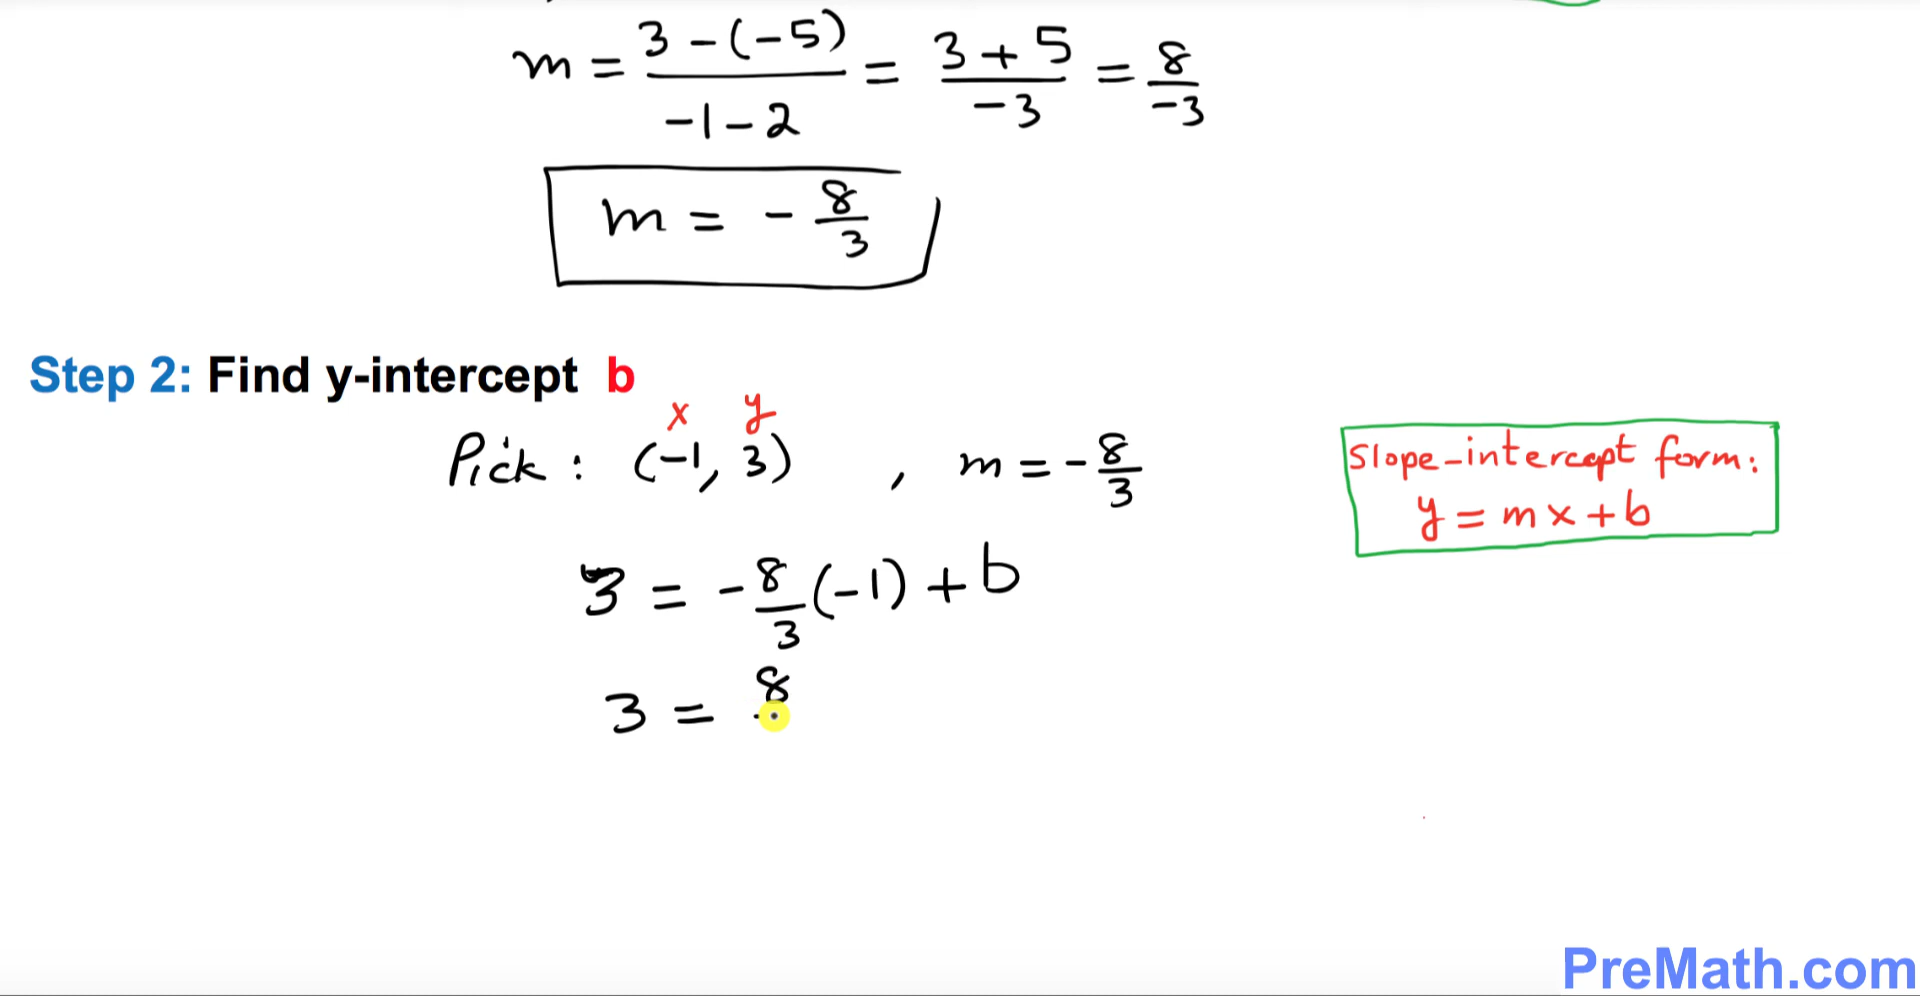 m = 3-(-5)/-1-2 = 3+5/-3 = 8/-3
m = -8/3
Step 2: Find y-intercept b
x y
Pick : (-1, 3) , m = -8/3
Slope-intercept form:
y = mx+b
3 = -8/3(-1) + b
3 = 8
PreMath.com